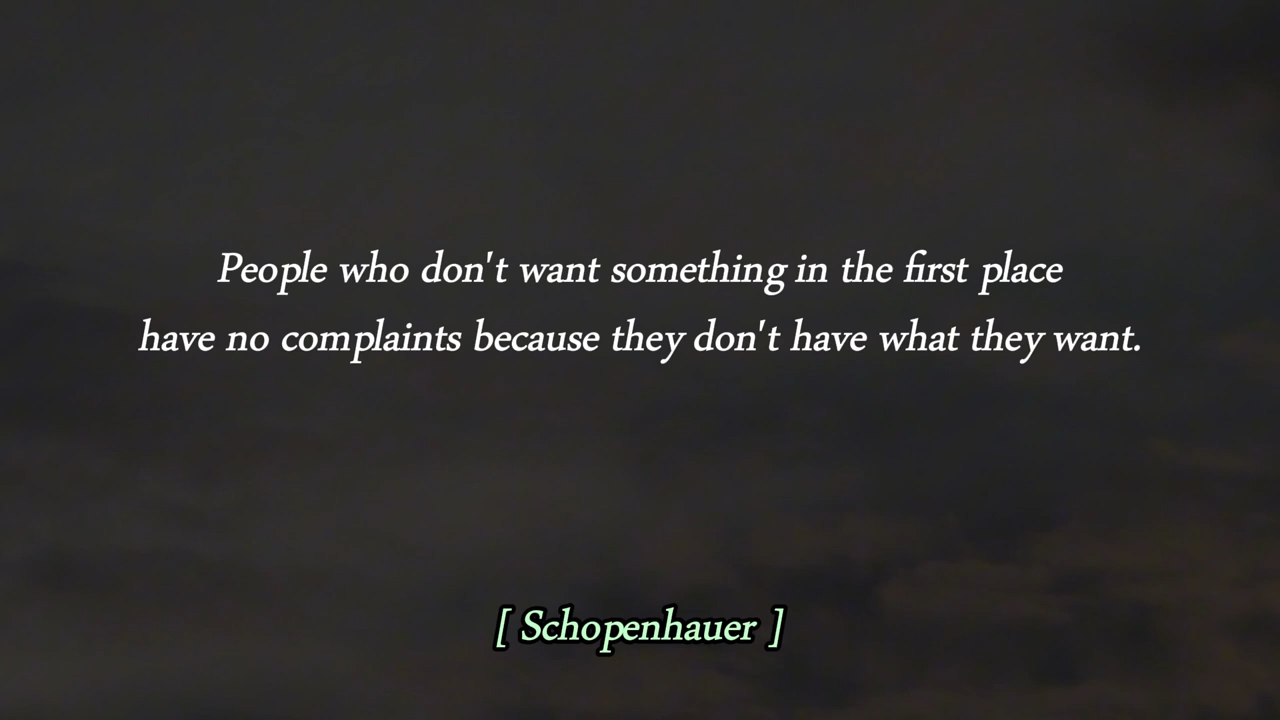 People who don't want something in the first place
have no complaints because they don't have what they want.
[ Schopenhauer ]